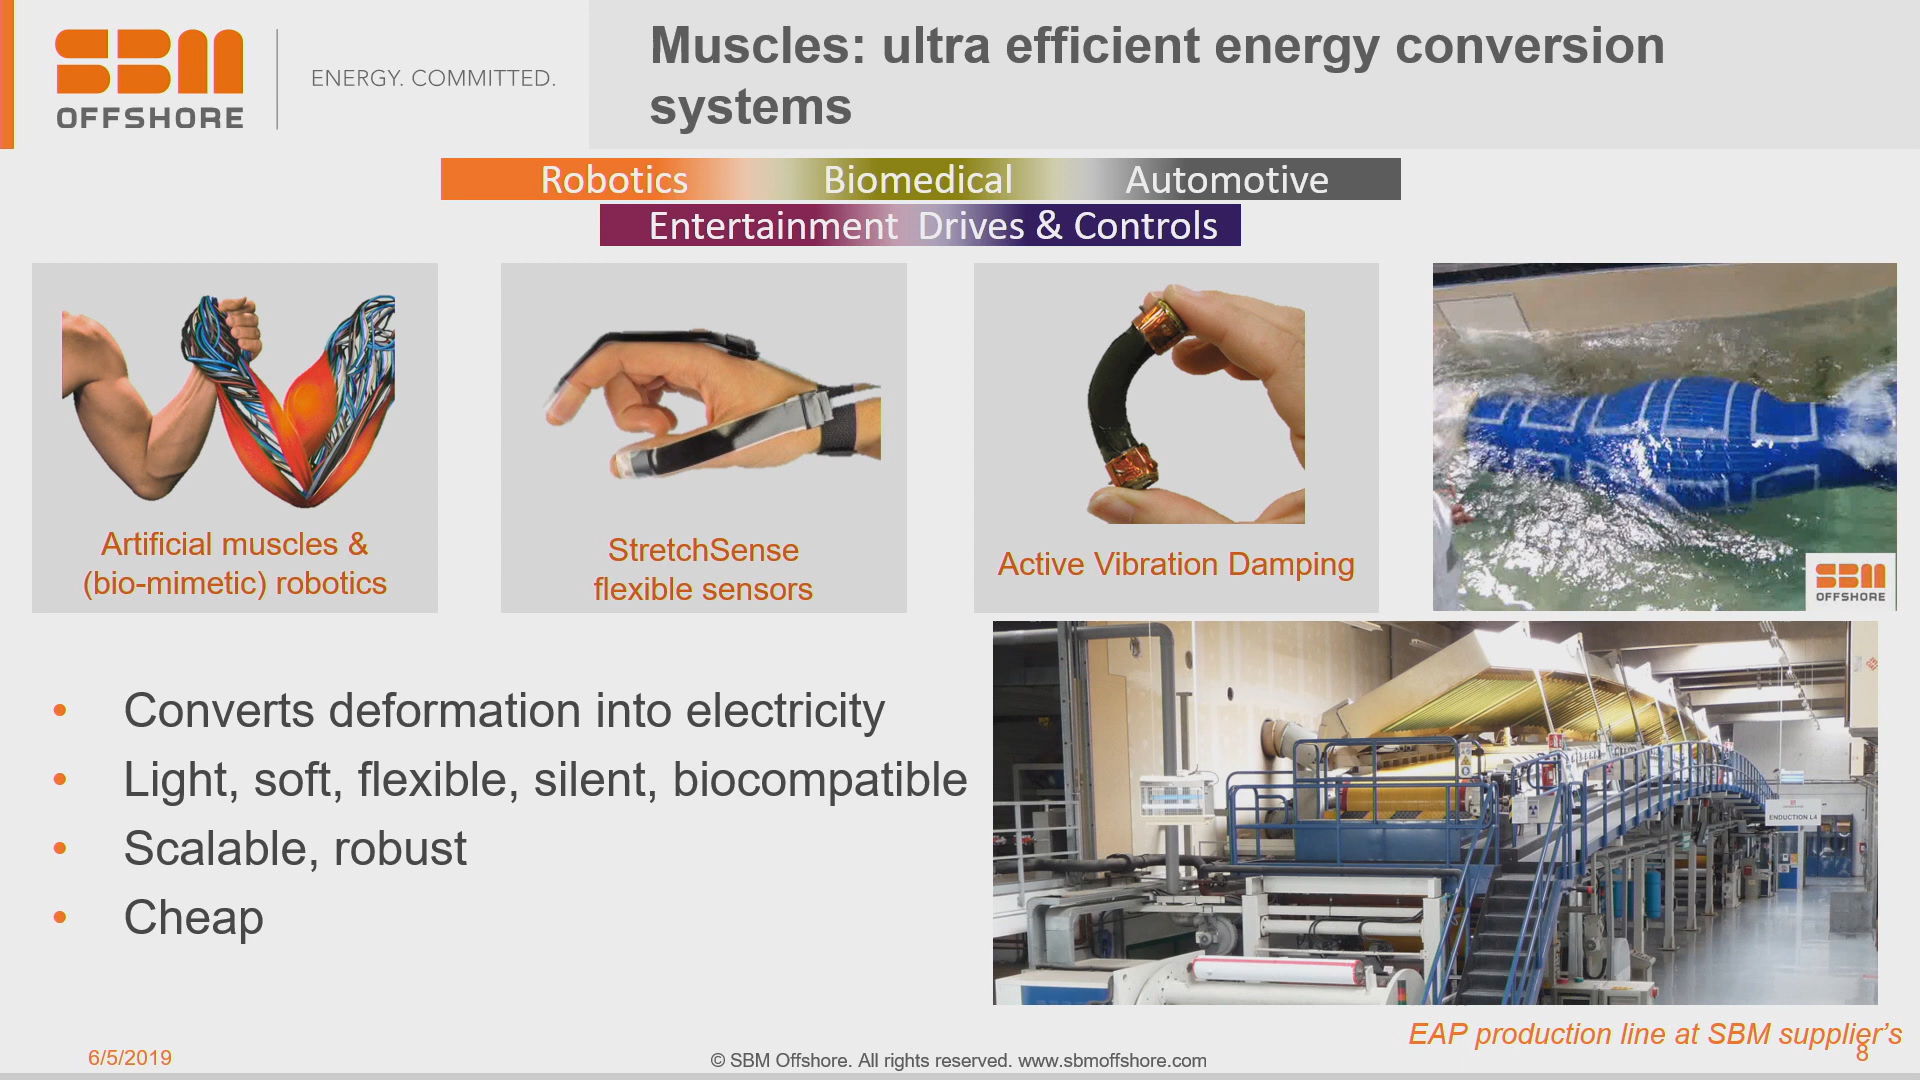 SBM
OFFSHORE
ENERGY. COMMITTED.
Muscles: ultra efficient energy conversion
systems
Robotics Biomedical Automotive
Entertainment Drives & Controls
Artificial muscles &
(bio-mimetic) robotics
StretchSense
flexible sensors
Active Vibration Damping
SBM
OFFSHORE
• Converts deformation into electricity
• Light, soft, flexible, silent, biocompatible
• Scalable, robust
• Cheap
ENDUCTION L4
EAP production line at SBM supplier's
6/5/2019
© SBM Offshore. All rights reserved. www.sbmoffshore.com
8